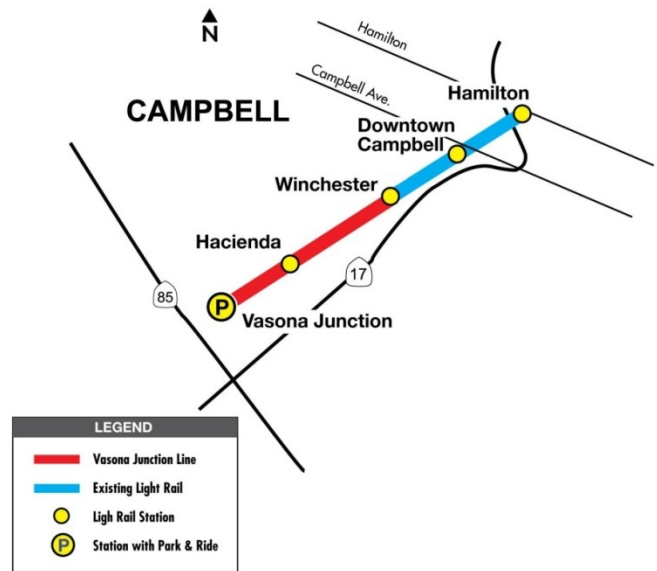 N
Hamilton
Campbell Ave.
CAMPBELL
Hamilton
Downtown
Campbell
Winchester
Hacienda
17
85
P
Vasona Junction
LEGEND
Vasona Junction Line
Existing Light Rail
Ligh Rail Station
P
Station with Park & Ride